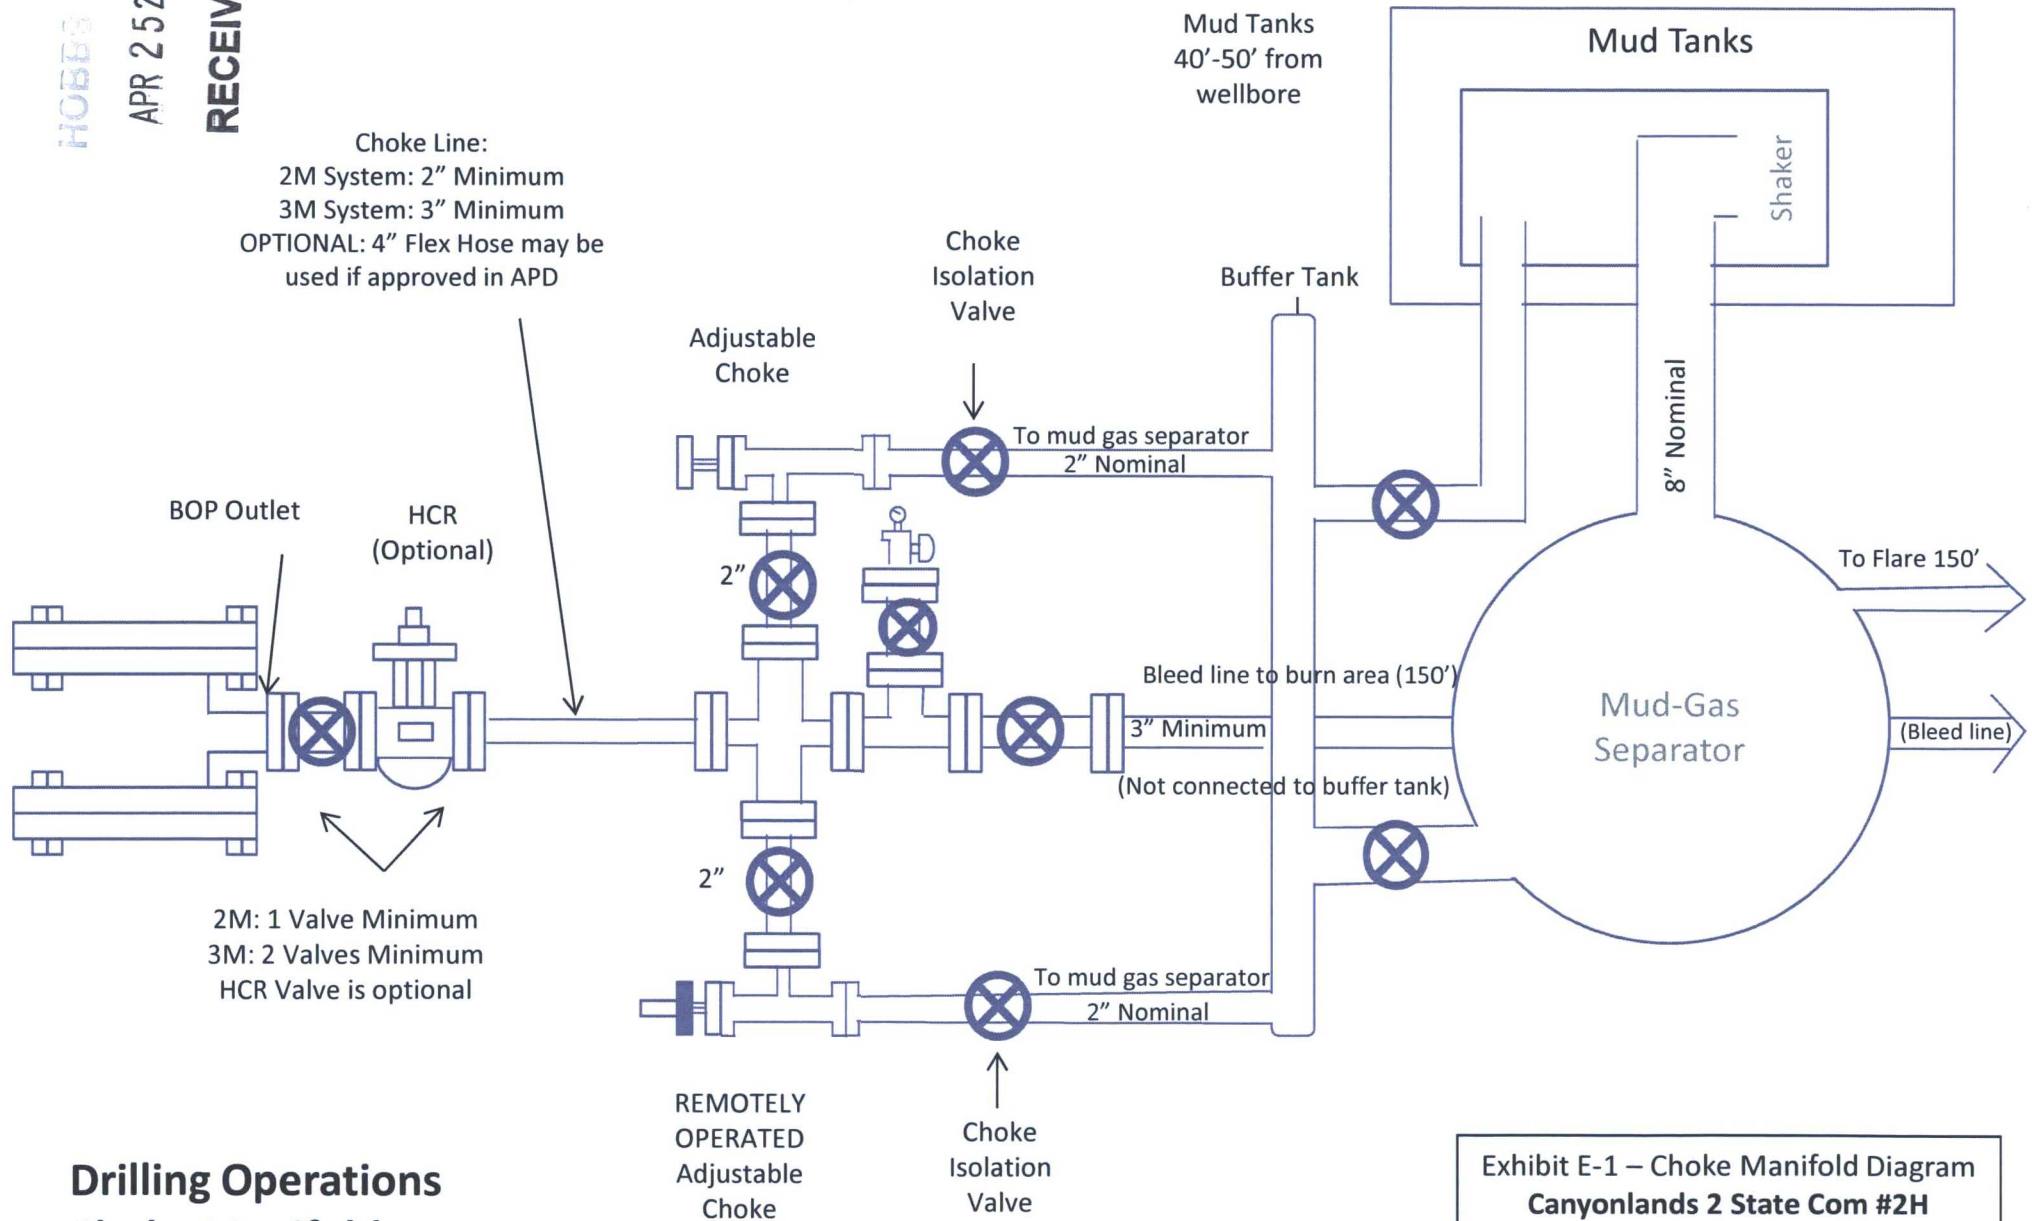 HOBBS
APR 2 5 2
RECEIV
Mud Tanks
40’-50’ from
wellbore
Mud Tanks
Shaker
Choke Line:
2M System: 2” Minimum
3M System: 3” Minimum
OPTIONAL: 4” Flex Hose may be
used if approved in APD
Choke
Isolation
Valve
Buffer Tank
Adjustable
Choke
8” Nominal
To mud gas separator
2” Nominal
BOP Outlet
HCR
(Optional)
2”
To Flare 150’
Bleed line to burn area (150’)
3” Minimum
(Not connected to buffer tank)
Mud-Gas
Separator
(Bleed line)
2”
2M: 1 Valve Minimum
3M: 2 Valves Minimum
HCR Valve is optional
To mud gas separator
2” Nominal
REMOTELY
OPERATED
Adjustable
Choke
Choke
Isolation
Valve
Drilling Operations
Exhibit E-1 – Choke Manifold Diagram
Canyonlands 2 State Com #2H